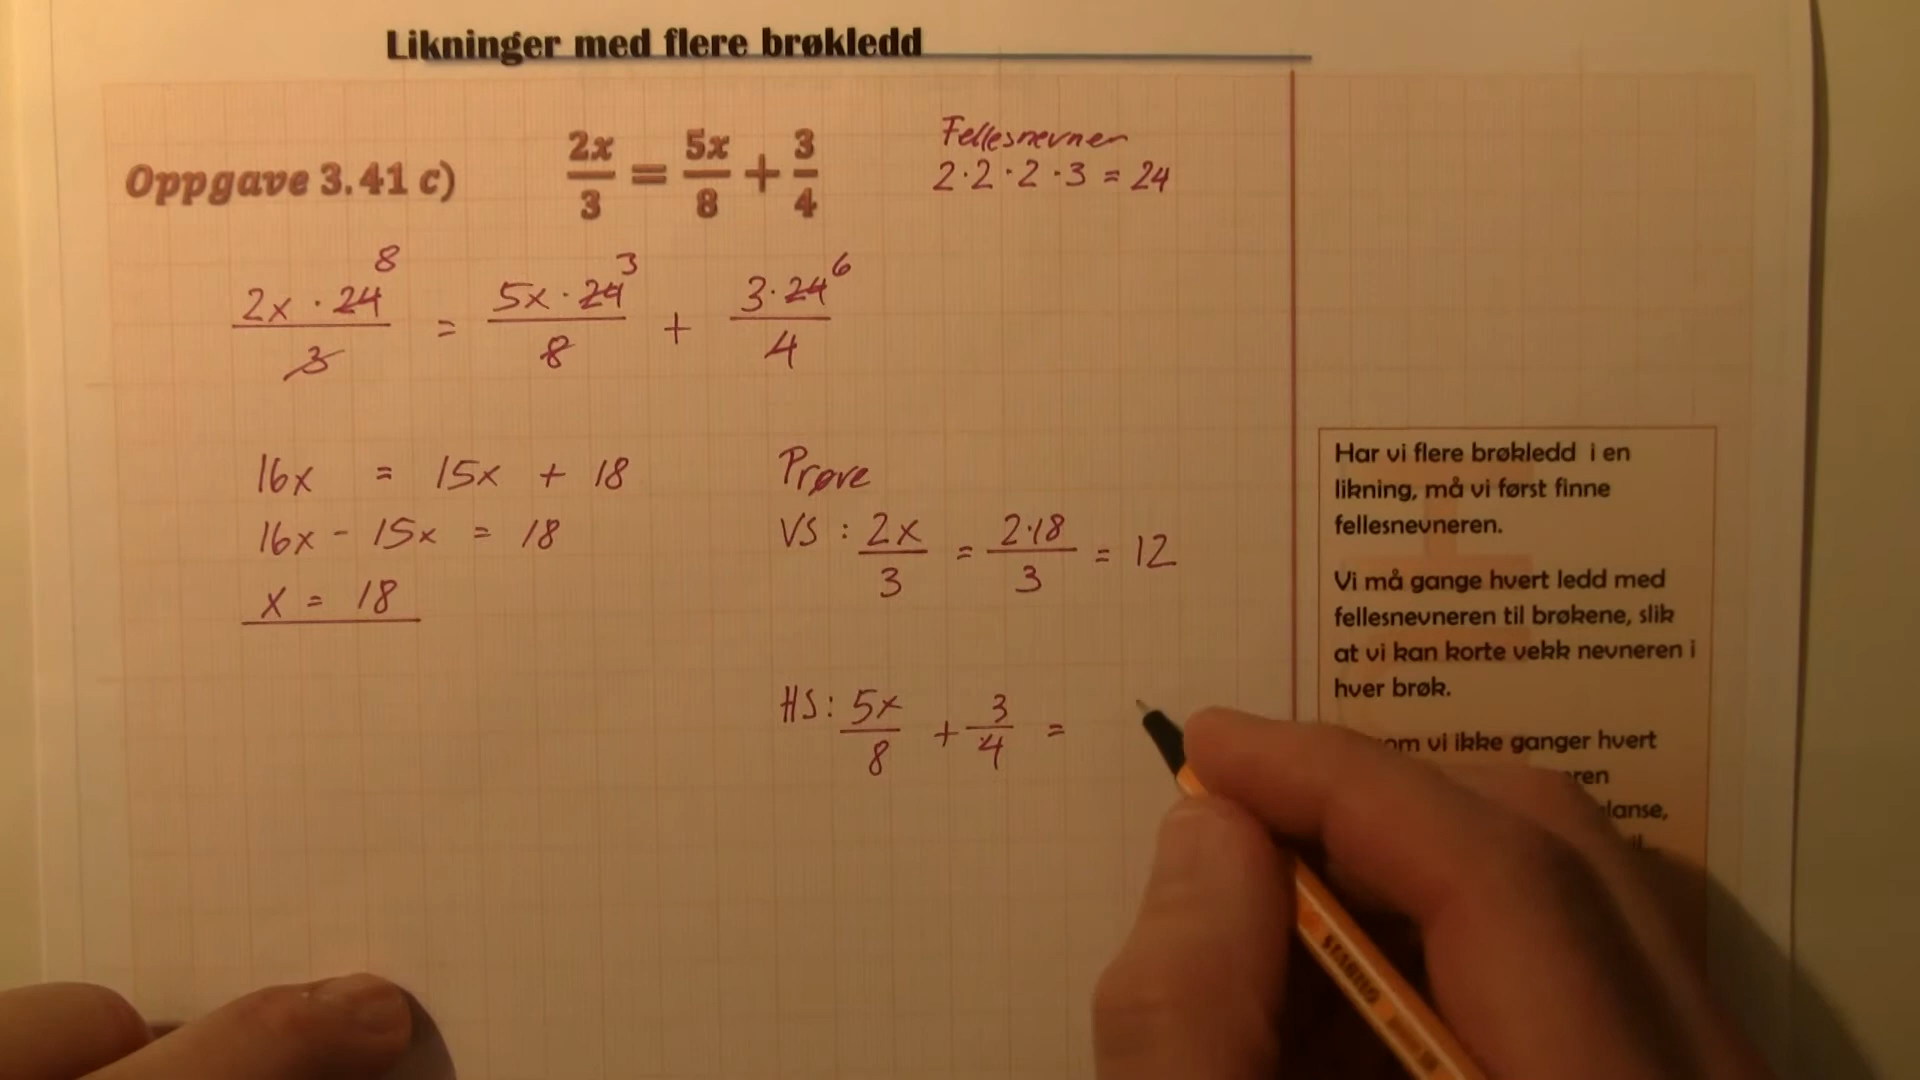 Likninger med flere brøkledd
Oppgave 3.41 c) 2x/3 = 5x/8 + 3/4
Fellesnevner
2·2·2·3 = 24
2x · 24 8 / 3 = 5x · 24 3 / 8 + 3 · 24 6 / 4
16x = 15x + 18
16x - 15x = 18
x = 18
Prøve
VS: 2x/3 = 2·18/3 = 12
HS: 5x/8 + 3/4 =
Har vi flere brøkledd i en
likning, må vi først finne
fellesnevneren.
Vi må gange hvert ledd med
fellesnevneren til brøkene, slik
at vi kan korte vekk nevneren i
hver brøk.
vi ikke ganger hvert
STABILO